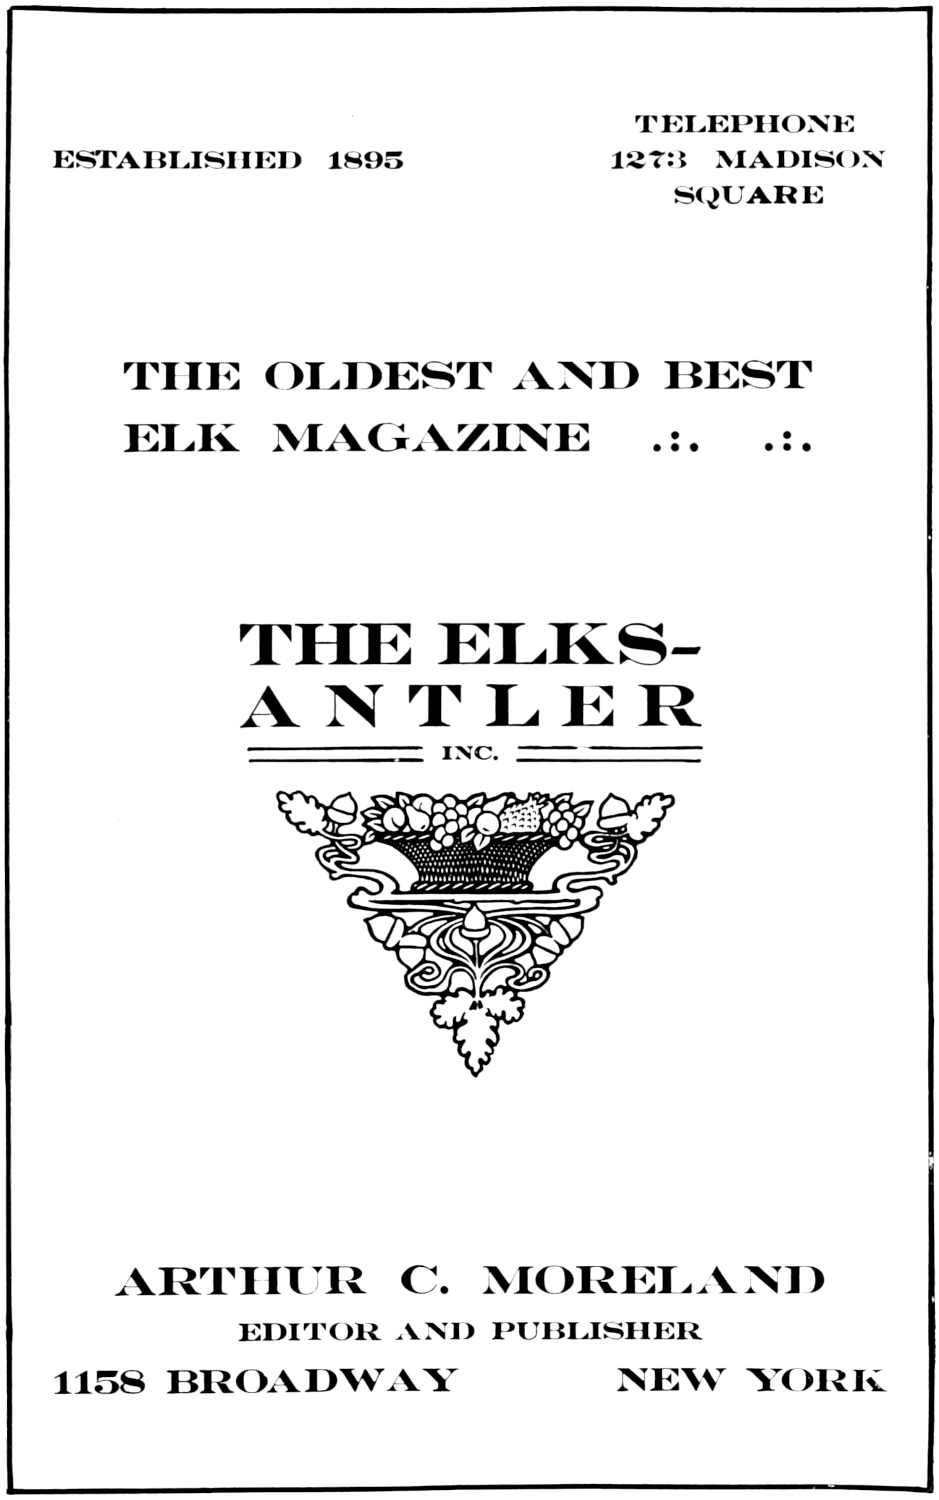 ESTABLISHED 1895
TELEPHONE
1273 MADISON
SQUARE
THE OLDEST AND BEST
ELK MAGAZINE .:. .:.
THE ELKS-
ANTLER
INC.
ARTHUR C. MORELAND
EDITOR AND PUBLISHER
1158 BROADWAY NEW YORK